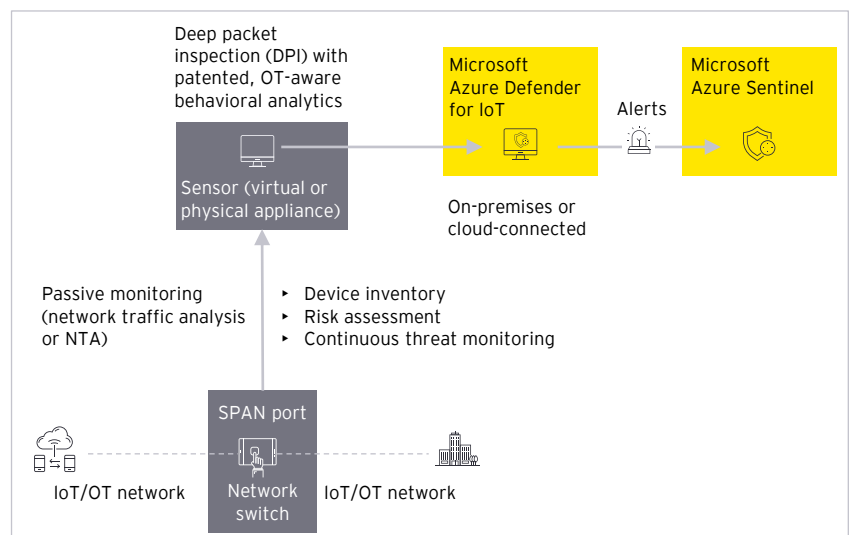 Deep packet
inspection (DPI) with
patented, OT-aware
behavioral analytics
Microsoft
Azure Defender
for IoT
Alerts
Microsoft
Azure Sentinel
Sensor (virtual or
physical appliance)
On-premises or
cloud-connected
Passive monitoring
(network traffic analysis
or NTA)
▸ Device inventory
▸ Risk assessment
▸ Continuous threat monitoring
SPAN port
IoT/OT network
Network
switch
IoT/OT network